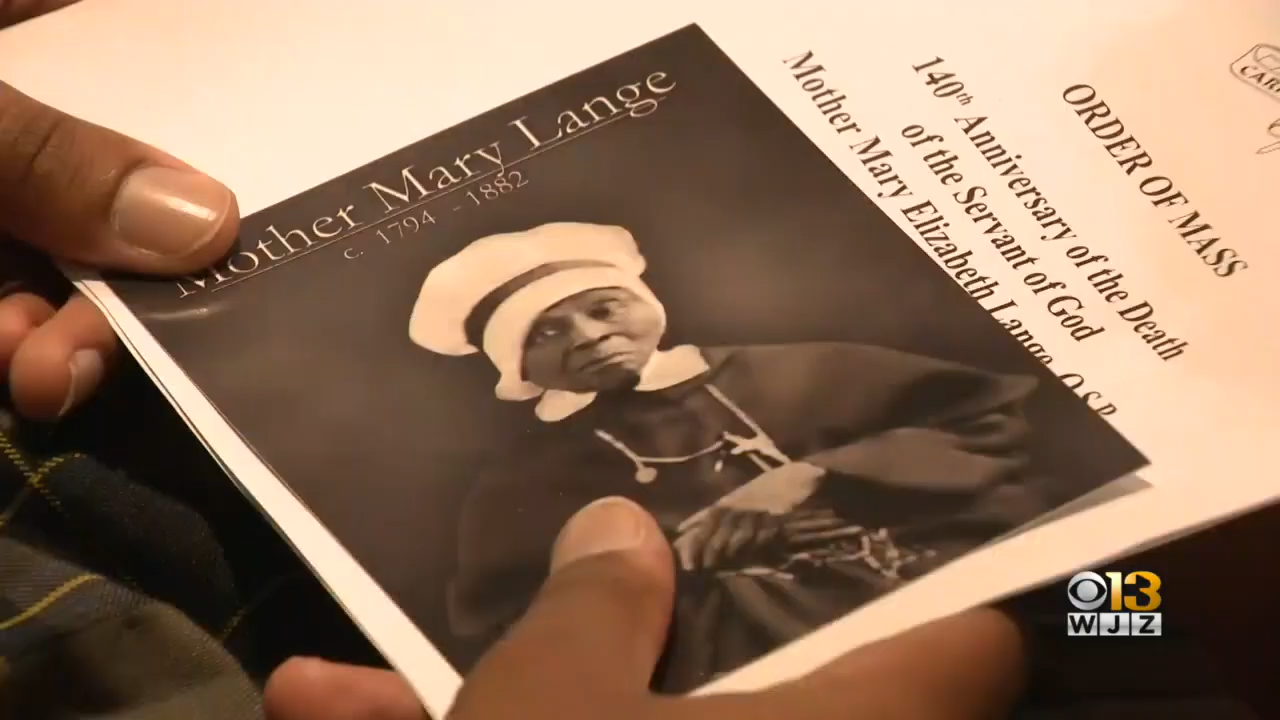 Mother Mary Lange
c. 1794 - 1882
ORDER OF MASS
140th Anniversary of the Death
of the Servant of God
Mother Mary Elizabeth Lange, O.S.P.
CBS 13
WJZ